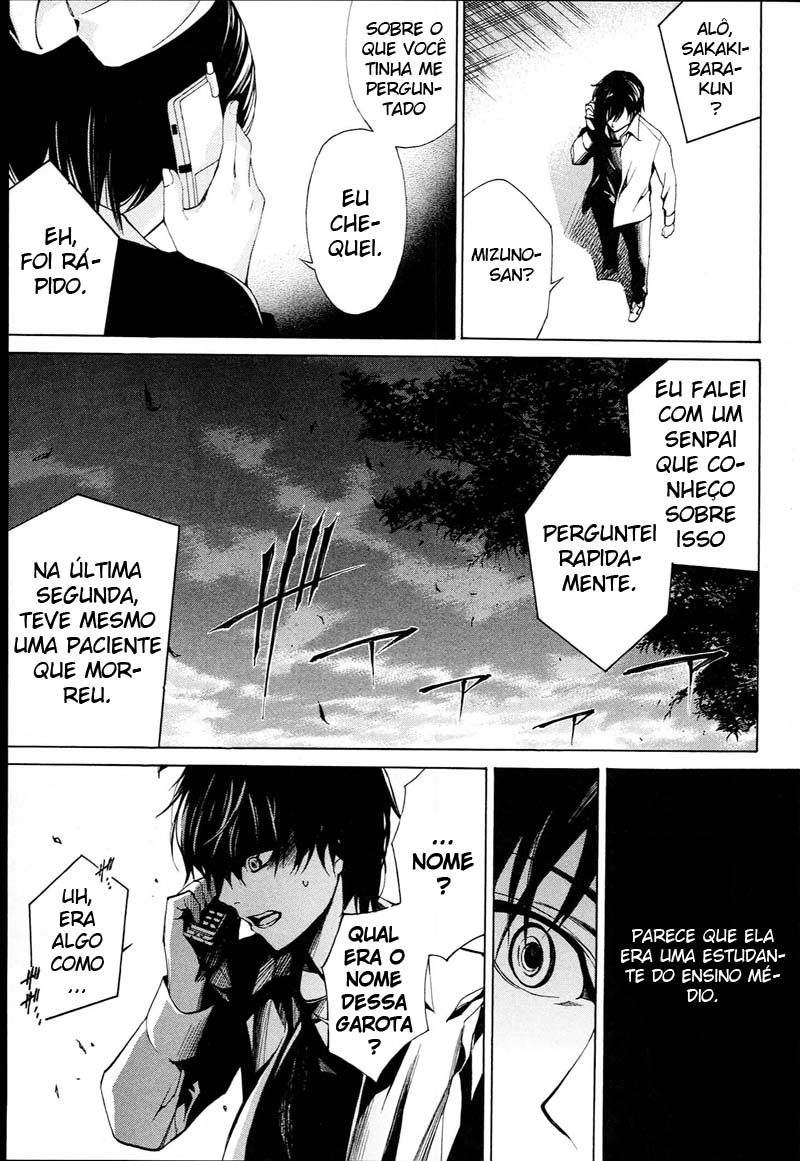 ALÔ,
SAKAKI-
BARA-
KUN
?
MIZUNO-
SAN?
SOBRE O
QUE VOCÊ
TINHA ME
PERGUN-
TADO
EU
CHE-
QUEI.
EH,
FOI RÁ-
PIDO.
EU FALEI
COM UM
SENPAI
QUE CO-
NHEÇO
SOBRE
ISSO
PERGUNTEI
RAPIDA-
MENTE.
NA ÚLTIMA
SEGUNDA,
TEVE MESMO
UMA PACIENTE
QUE MOR-
REU.
PARECE QUE ELA
ERA UMA ESTUDAN-
TE DO ENSINO MÉ-
DIO.
...
NOME
?
QUAL
ERA O
NOME
DESSA
GAROTA
?
UH,
ERA
ALGO
COMO
...